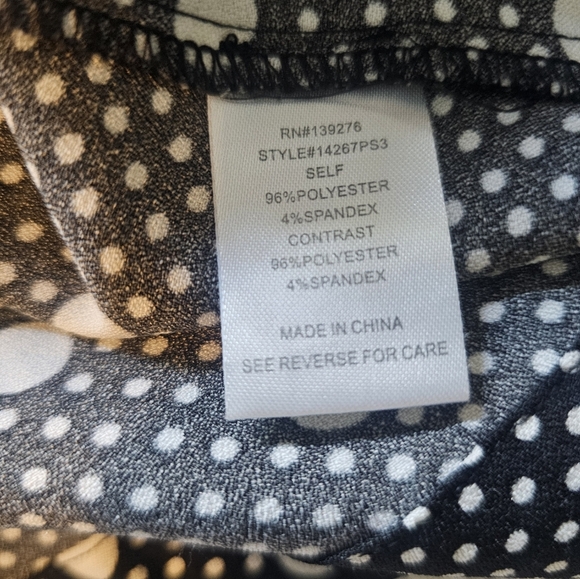 RN#139276
STYLE#14267PS3
SELF
96%POLYESTER
4%SPANDEX
CONTRAST
96%POLYESTER
4%SPANDEX
MADE IN CHINA
SEE REVERSE FOR CARE